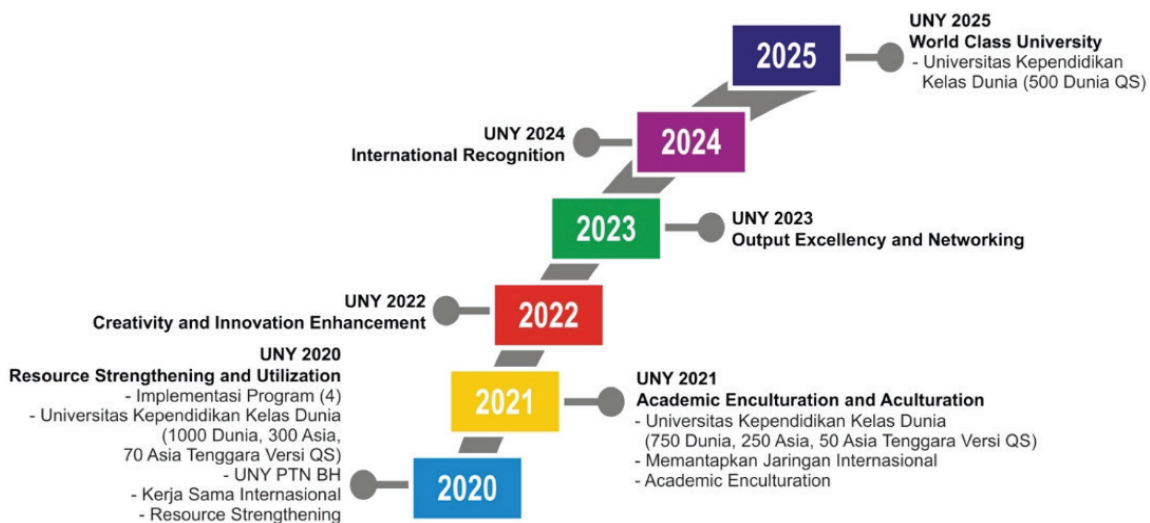 UNY 2025
World Class University
- Universitas Kependidikan
Kelas Dunia (500 Dunia QS)
2025
UNY 2024
International Recognition
2024
UNY 2023
Output Excellency and Networking
2023
UNY 2022
Creativity and Innovation Enhancement
2022
UNY 2020
Resource Strengthening and Utilization
- Implementasi Program (4)
- Universitas Kependidikan Kelas Dunia
(1000 Dunia, 300 Asia,
70 Asia Tenggara Versi QS)
- UNY PTN BH
- Kerja Sama Internasional
- Resource Strengthening
2021
UNY 2021
Academic Enculturation and Aculturation
- Universitas Kependidikan Kelas Dunia
(750 Dunia, 250 Asia, 50 Asia Tenggara Versi QS)
- Memantapkan Jaringan Internasional
- Academic Enculturation
2020